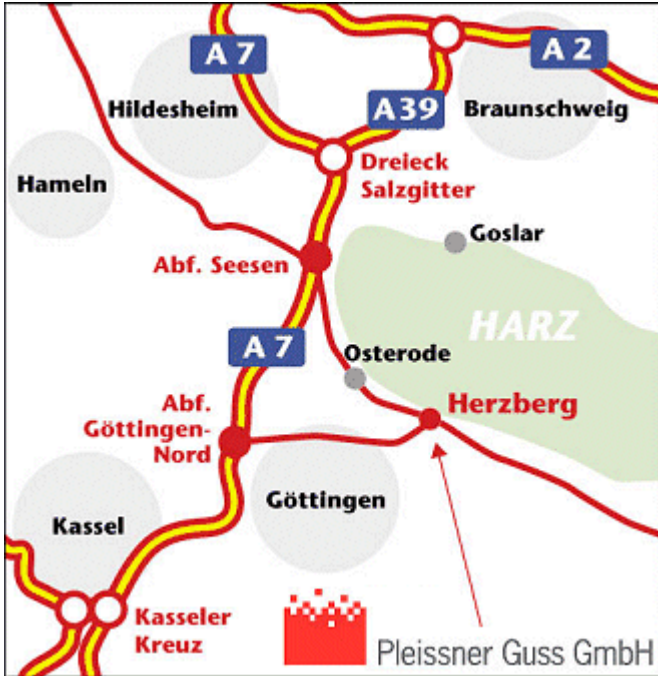 A 7
A 2
Hildesheim
A 39
Braunschweig
Dreieck
Salzgitter
Hameln
Goslar
Abf. Seesen
HARZ
A 7
Osterode
Abf.
Göttingen-
Nord
Herzberg
Göttingen
Kassel
Kasseler
Kreuz
Pleissner Guss GmbH